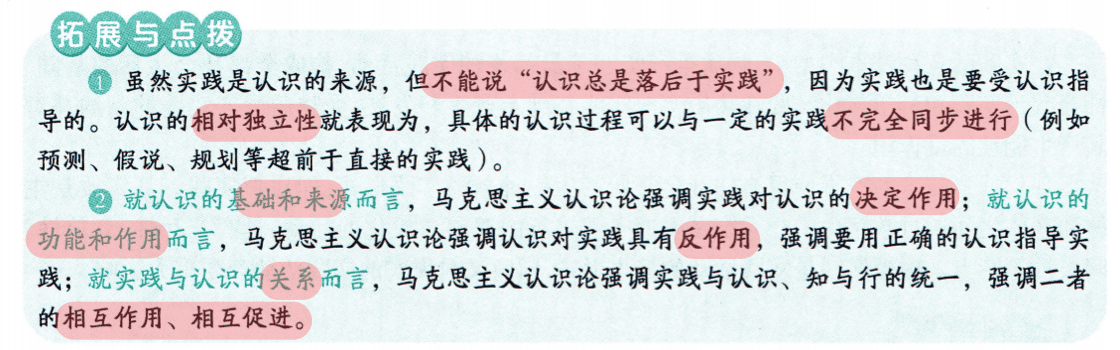 拓展与点拨
❶ 虽然实践是认识的来源，但不能说“认识总是落后于实践”，因为实践也是要受认识指
导的。认识的相对独立性就表现为，具体的认识过程可以与一定的实践不完全同步进行（例如
预测、假说、规划等超前于直接的实践）。
❷ 就认识的基础和来源而言，马克思主义认识论强调实践对认识的决定作用；就认识的
功能和作用而言，马克思主义认识论强调认识对实践具有反作用，强调要用正确的认识指导实
践；就实践与认识的关系而言，马克思主义认识论强调实践与认识、知与行的统一，强调二者
的相互作用、相互促进。